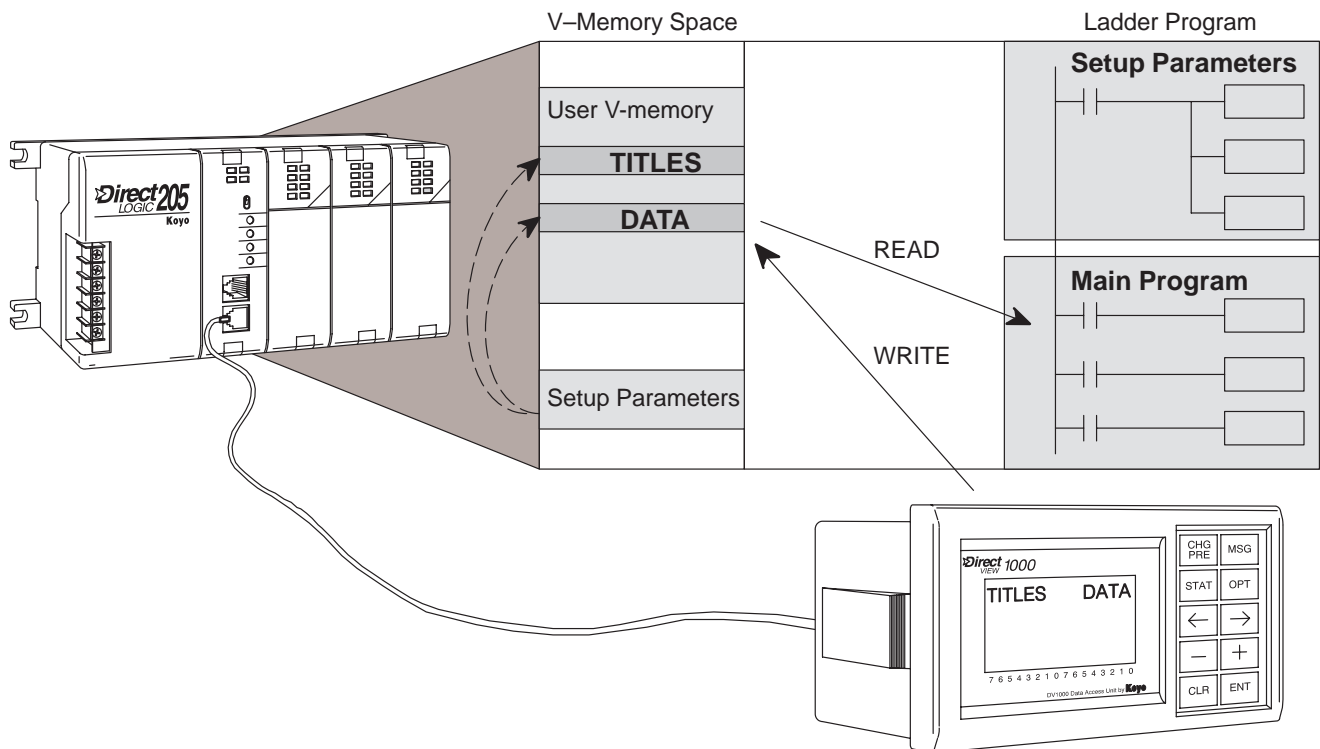 V–Memory Space
Ladder Program
Setup Parameters
User V-memory
TITLES
DATA
READ
Main Program
WRITE
Setup Parameters
Direct
LOGIC 205
Koyo
Direct
VIEW 1000
TITLES DATA
7 6 5 4 3 2 1 0 7 6 5 4 3 2 1 0
DV1000 Data Access Unit by Koyo
CHG PRE
MSG
STAT
OPT
←
→
–
+
CLR
ENT